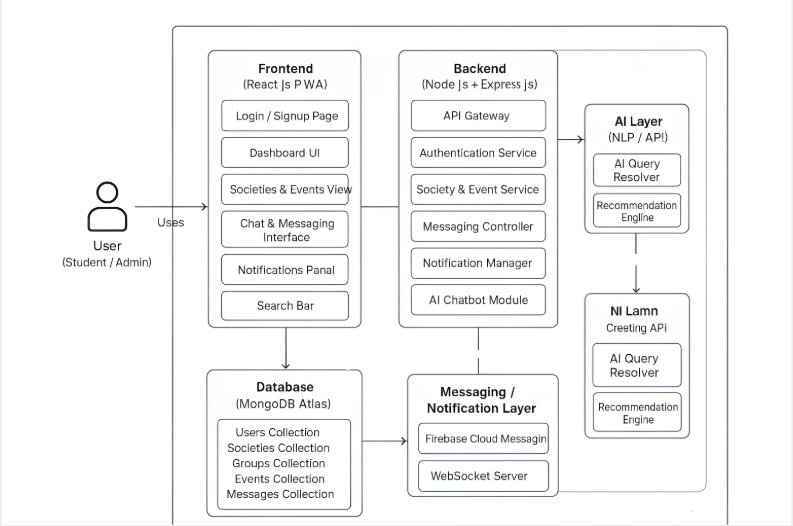 Frontend
(React js PWA)
Login / Signup Page
Dashboard UI
Societies & Events View
Chat & Messaging
Interface
Notifications Panal
Search Bar
Backend
(Node js + Express js)
API Gateway
Authentication Service
Society & Event Service
Messaging Controller
Notification Manager
AI Chatbot Module
AI Layer
(NLP / AP!)
AI Query
Resolver
Recommendation
Engline
Uses
User
(Student / Admin)
NI Lamn
Creeting APi
AI Query
Resolver
Recommendation
Engine
Database
(MongoDB Atlas)
Users Collection
Societies Collection
Groups Collection
Events Collection
Messages Collection
Messaging /
Notification Layer
Firebase Cloud Messagin
WebSocket Server